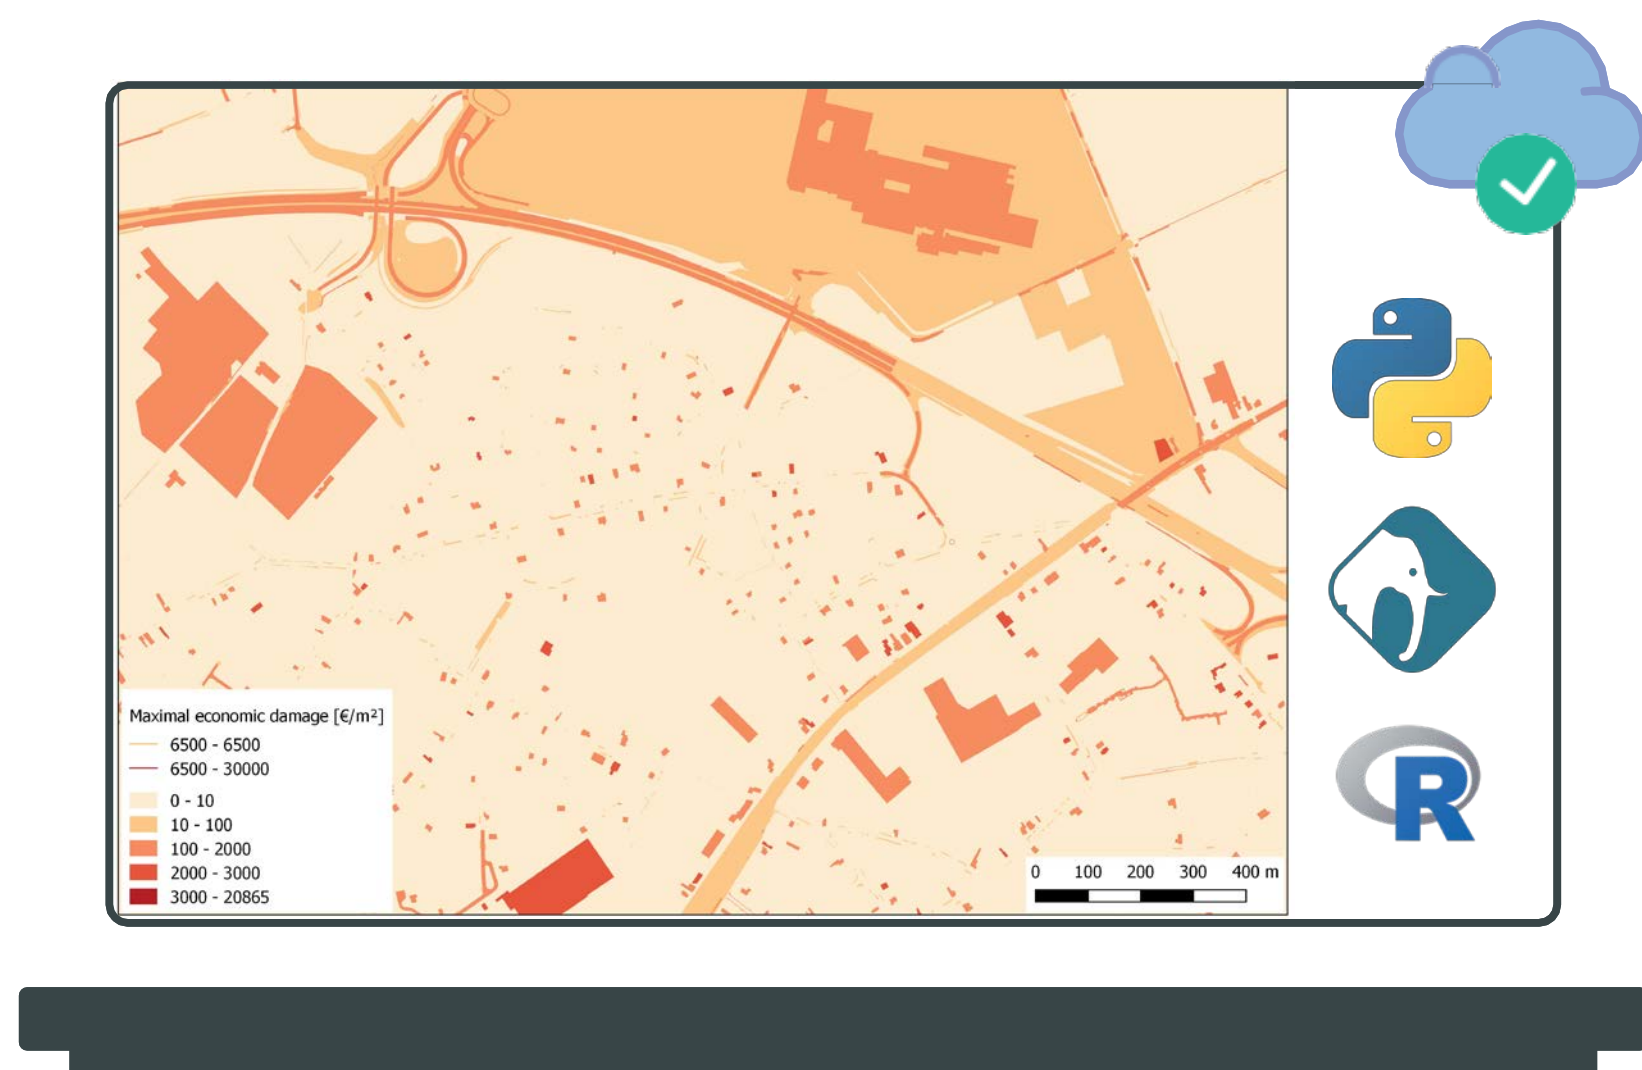 Maximal economic damage [€/m²]
6500 - 6500
6500 - 30000
0 - 10
10 - 100
100 - 2000
2000 - 3000
3000 - 20865
0 100 200 300 400 m
R